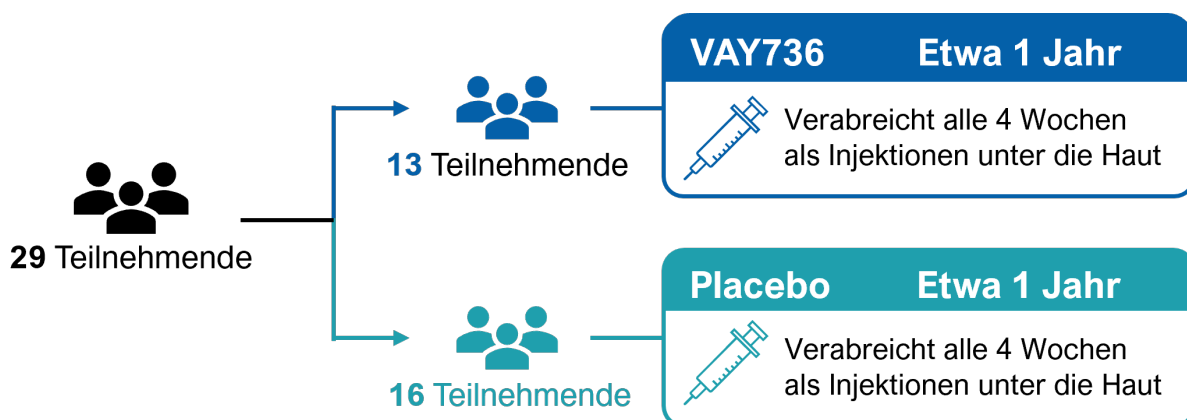 29 Teilnehmende
13 Teilnehmende
VAY736 Etwa 1 Jahr
Verabreicht alle 4 Wochen
als Injektionen unter die Haut
16 Teilnehmende
Placebo Etwa 1 Jahr
Verabreicht alle 4 Wochen
als Injektionen unter die Haut